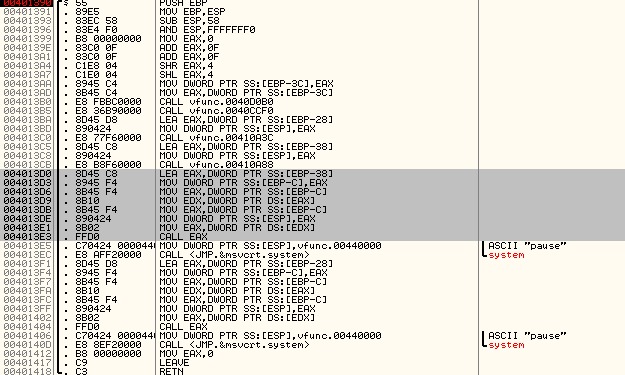 00401390 $ 55 PUSH EBP
00401391 . 89E5 MOV EBP,ESP
00401393 . 83EC 58 SUB ESP,58
00401396 . 83E4 F0 AND ESP,FFFFFFF0
00401399 . B8 00000000 MOV EAX,0
0040139E . 83C0 0F ADD EAX,0F
004013A1 . 83C0 0F ADD EAX,0F
004013A4 . C1E8 04 SHR EAX,4
004013A7 . C1E0 04 SHL EAX,4
004013AA . 8945 C4 MOV DWORD PTR SS:[EBP-3C],EAX
004013AD . 8B45 C4 MOV EAX,DWORD PTR SS:[EBP-3C]
004013B0 . E8 FBBC0000 CALL vfunc.0040D0B0
004013B5 . E8 36B90000 CALL vfunc.0040CCF0
004013BA . 8D45 D8 LEA EAX,DWORD PTR SS:[EBP-28]
004013BD . 890424 MOV DWORD PTR SS:[ESP],EAX
004013C0 . E8 77F60000 CALL vfunc.00410A3C
004013C5 . 8D45 C8 LEA EAX,DWORD PTR SS:[EBP-38]
004013C8 . 890424 MOV DWORD PTR SS:[ESP],EAX
004013CB . E8 B8F60000 CALL vfunc.00410A88
004013D0 . 8D45 C8 LEA EAX,DWORD PTR SS:[EBP-38]
004013D3 . 8945 F4 MOV DWORD PTR SS:[EBP-C],EAX
004013D6 . 8B45 F4 MOV EAX,DWORD PTR SS:[EBP-C]
004013D9 . 8B10 MOV EDX,DWORD PTR DS:[EAX]
004013DB . 8B45 F4 MOV EAX,DWORD PTR SS:[EBP-C]
004013DE . 890424 MOV DWORD PTR SS:[ESP],EAX
004013E1 . 8B02 MOV EAX,DWORD PTR DS:[EDX]
004013E3 . FFD0 CALL EAX
004013E5 . C70424 0000440 MOV DWORD PTR SS:[ESP],vfunc.00440000 ASCII "pause"
004013EC . E8 AFF20000 CALL <JMP.&msvcrt.system> system
004013F1 . 8D45 D8 LEA EAX,DWORD PTR SS:[EBP-28]
004013F4 . 8945 F4 MOV DWORD PTR SS:[EBP-C],EAX
004013F7 . 8B45 F4 MOV EAX,DWORD PTR SS:[EBP-C]
004013FA . 8B10 MOV EDX,DWORD PTR DS:[EAX]
004013FC . 8B45 F4 MOV EAX,DWORD PTR SS:[EBP-C]
004013FF . 890424 MOV DWORD PTR SS:[ESP],EAX
00401402 . 8B02 MOV EAX,DWORD PTR DS:[EDX]
00401404 . FFD0 CALL EAX
00401406 . C70424 0000440 MOV DWORD PTR SS:[ESP],vfunc.00440000 ASCII "pause"
0040140D . E8 8EF20000 CALL <JMP.&msvcrt.system> system
00401412 . B8 00000000 MOV EAX,0
00401417 . C9 LEAVE
00401418 . C3 RETN